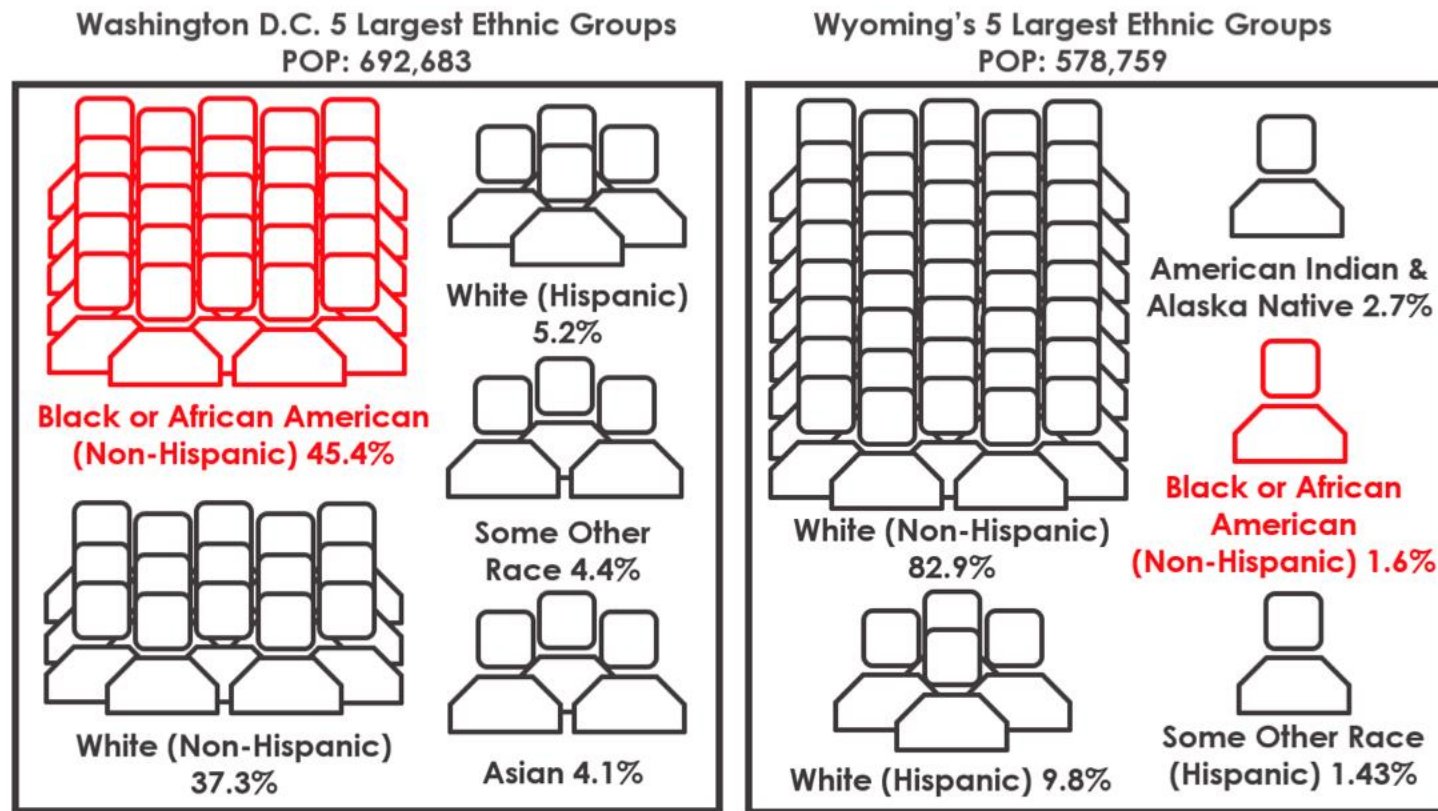 Washington D.C. 5 Largest Ethnic Groups
POP: 692,683
Black or African American
(Non-Hispanic) 45.4%
White (Non-Hispanic)
37.3%
White (Hispanic)
5.2%
Some Other
Race 4.4%
Asian 4.1%
Wyoming's 5 Largest Ethnic Groups
POP: 578,759
White (Non-Hispanic)
82.9%
White (Hispanic) 9.8%
American Indian &
Alaska Native 2.7%
Black or African
American
(Non-Hispanic) 1.6%
Some Other Race
(Hispanic) 1.43%